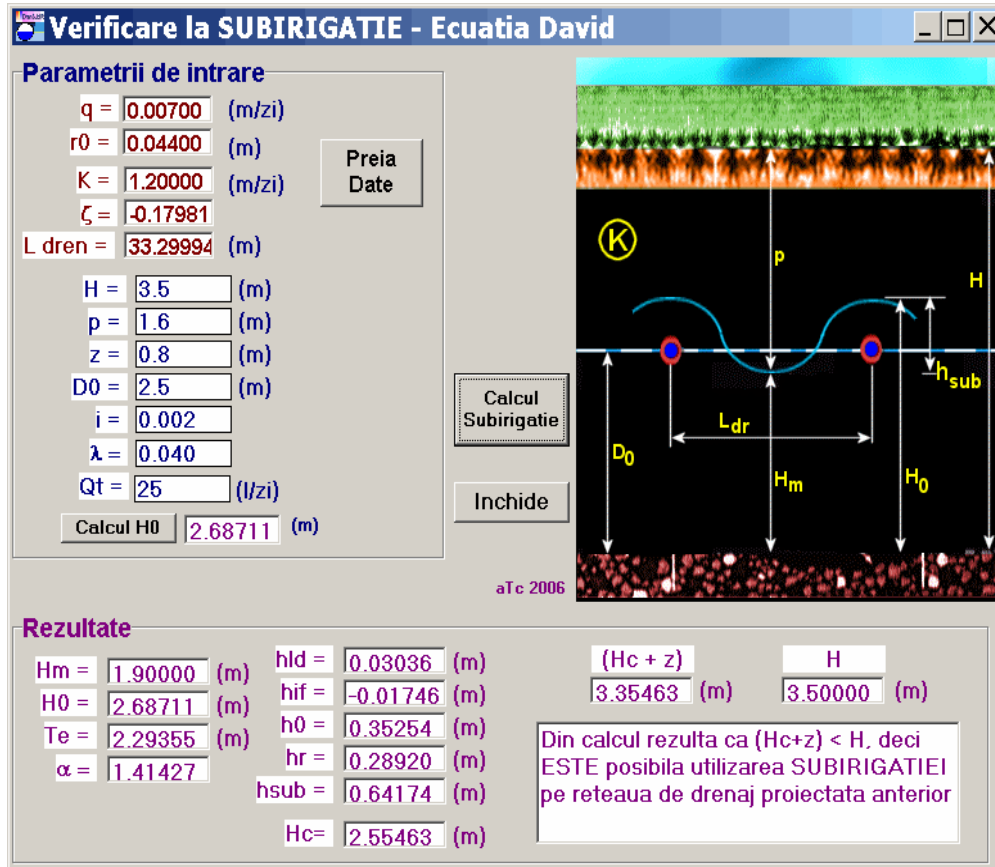 Verificare la SUBIRIGATIE - Ecuatia David
Parametrii de intrare
q = 0.00700 (m/zi)
r0 = 0.04400 (m)
K = 1.20000 (m/zi)
ζ = -0.17981
L dren = 33.29994 (m)
Preia
Date
H = 3.5 (m)
p = 1.6 (m)
z = 0.8 (m)
D0 = 2.5 (m)
i = 0.002
λ = 0.040
Qt = 25 (l/zi)
Calcul H0 2.68711 (m)
Calcul
Subirigatie
Inchide
aTc 2006
K
p
H
hsub
Ldr
D0
Hm
H0
Rezultate
Hm = 1.90000 (m)
H0 = 2.68711 (m)
Te = 2.29355 (m)
α = 1.41427
hld = 0.03036 (m)
hif = -0.01746 (m)
h0 = 0.35254 (m)
hr = 0.28920 (m)
hsub = 0.64174 (m)
Hc= 2.55463 (m)
(Hc + z) H
3.35463 (m) 3.50000 (m)
Din calcul rezulta ca (Hc+z) < H, deci
ESTE posibila utilizarea SUBIRIGATIEI
pe reteaua de drenaj proiectata anterior